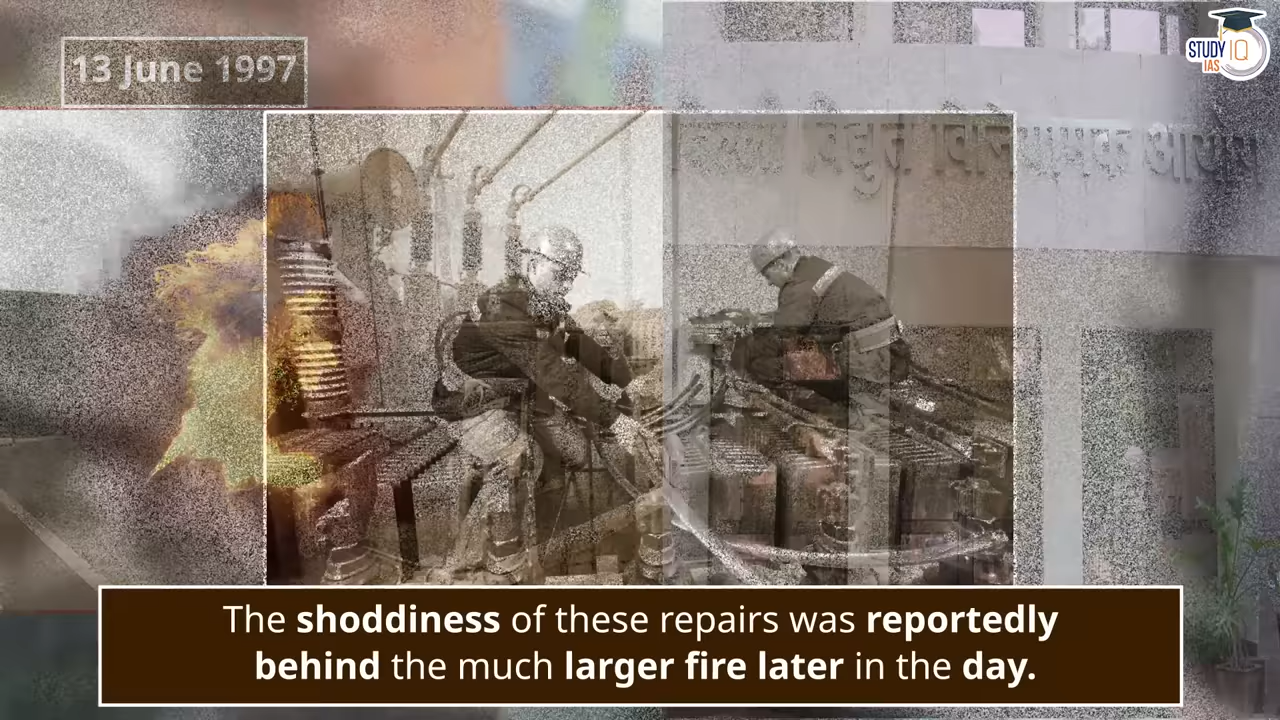 13 June 1997
STUDY IQ
IAS
विद्युत
The shoddiness of these repairs was reportedly
behind the much larger fire later in the day.